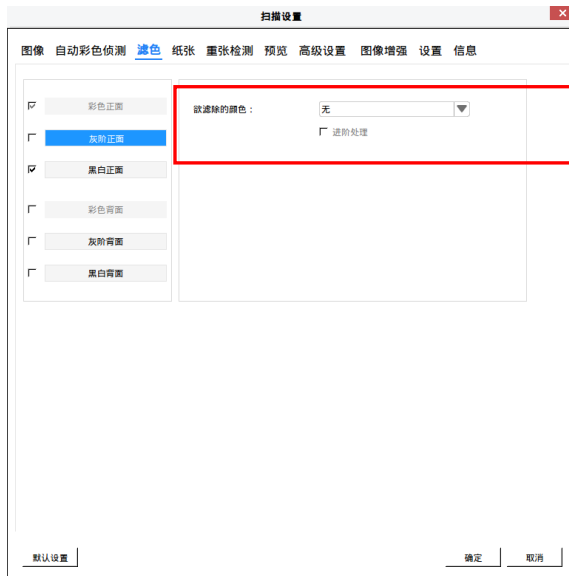 扫描设置
图像 自动彩色侦测 滤色 纸张 重张检测 预览 高级设置 图像增强 设置 信息
彩色正面
灰阶正面
黑白正面
彩色背面
灰阶背面
黑白背面
欲滤除的颜色： 无
进阶处理
默认设置 确定 取消